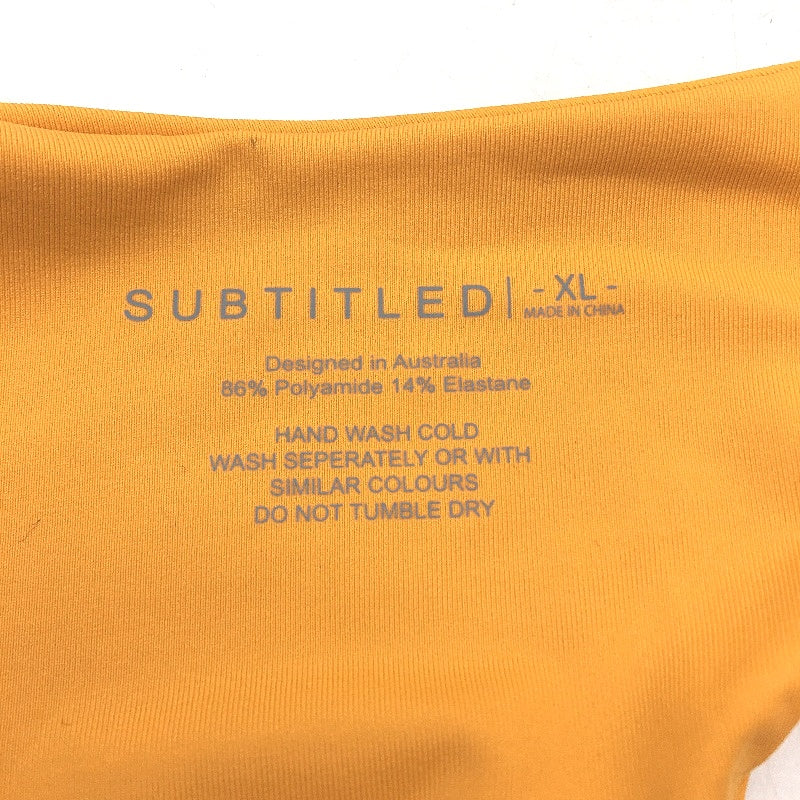 SUBTITLED | - XL -
MADE IN CHINA
Designed in Australia
86% Polyamide 14% Elastane
HAND WASH COLD
WASH SEPERATELY OR WITH
SIMILAR COLOURS
DO NOT TUMBLE DRY